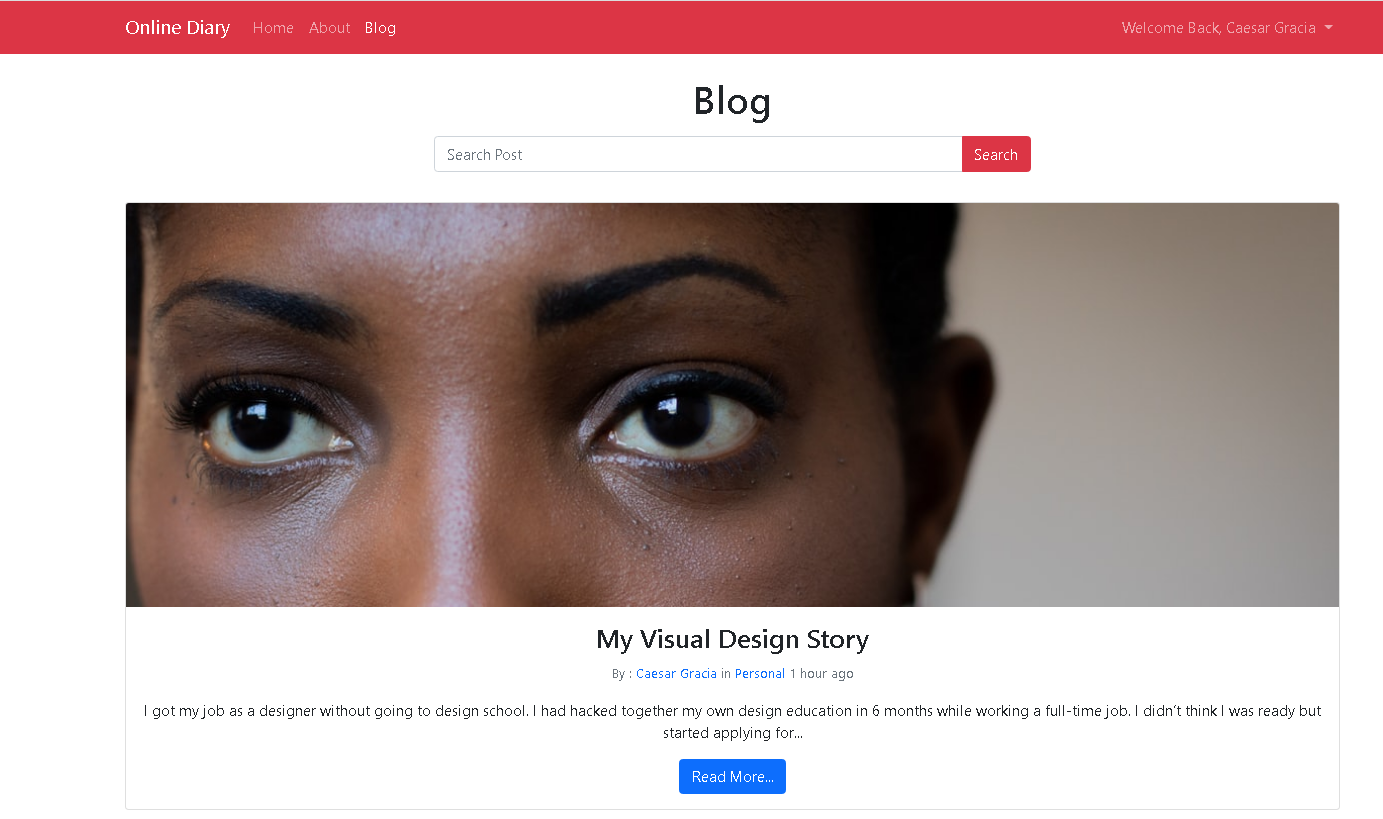 Online Diary Home About Blog Welcome Back, Caesar Gracia
Blog
Search Post Search
My Visual Design Story
By : Caesar Gracia in Personal 1 hour ago
I got my job as a designer without going to design school. I had hacked together my own design education in 6 months while working a full-time job. I didn’t think I was ready but
started applying for...
Read More...